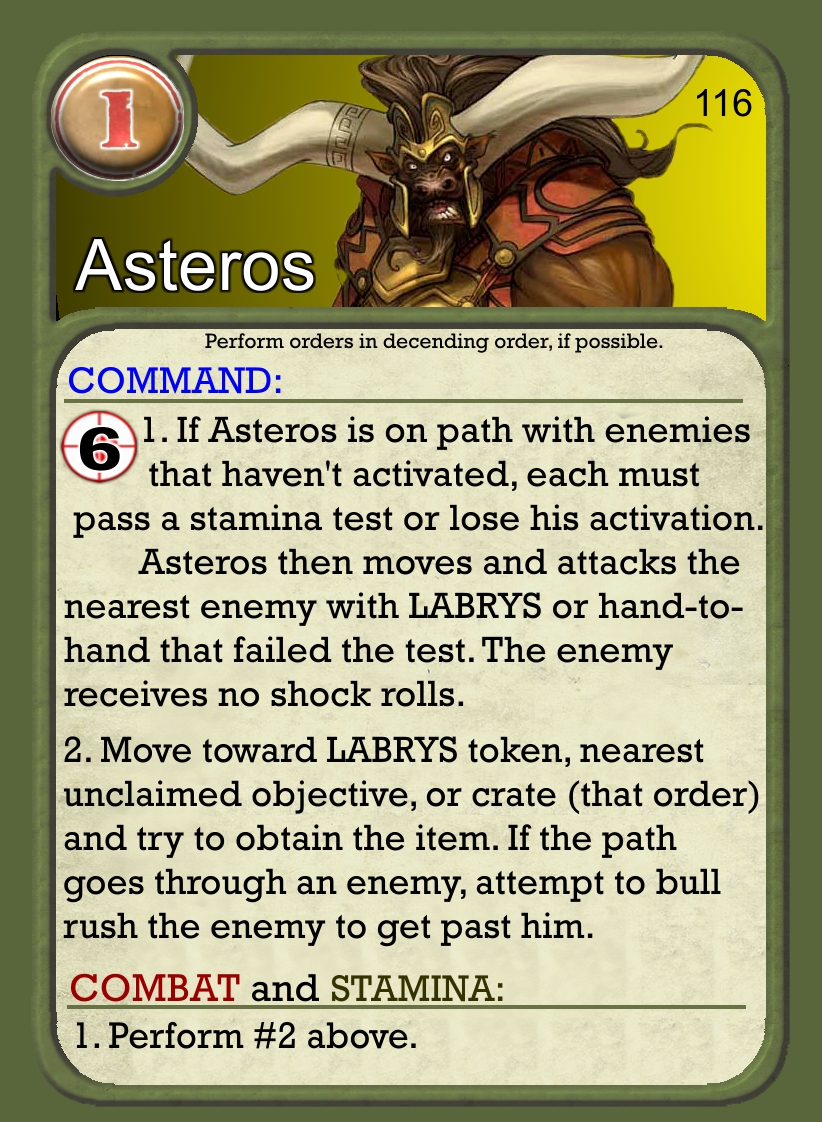 1
116
Asteros
Perform orders in decending order, if possible.
COMMAND:
6
1. If Asteros is on path with enemies
that haven't activated, each must
pass a stamina test or lose his activation.
Asteros then moves and attacks the
nearest enemy with LABRYS or hand-to-
hand that failed the test. The enemy
receives no shock rolls.
2. Move toward LABRYS token, nearest
unclaimed objective, or crate (that order)
and try to obtain the item. If the path
goes through an enemy, attempt to bull
rush the enemy to get past him.
COMBAT and STAMINA:
1. Perform #2 above.